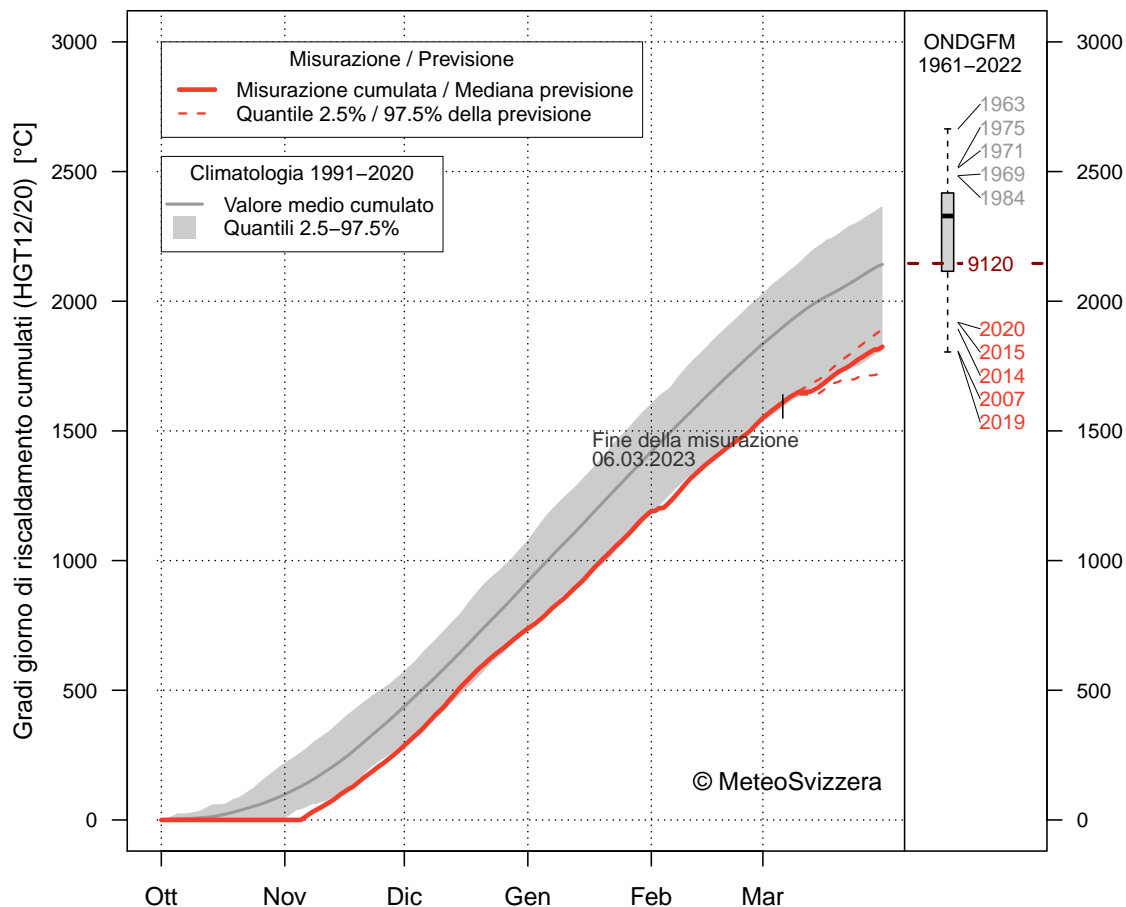 Gradi giorno di riscaldamento cumulati (HGT12/20) [°C]
3000
2500
2000
1500
1000
500
0
Misurazione / Previsione
Misurazione cumulata / Mediana previsione
Quantile 2.5% / 97.5% della previsione
Climatologia 1991–2020
Valore medio cumulato
Quantili 2.5–97.5%
Fine della misurazione
06.03.2023
© MeteoSvizzera
Ott
Nov
Dic
Gen
Feb
Mar
ONDGFM
1961–2022
1963
1975
1971
1969
1984
9120
2020
2015
2014
2007
2019
3000
2500
2000
1500
1000
500
0